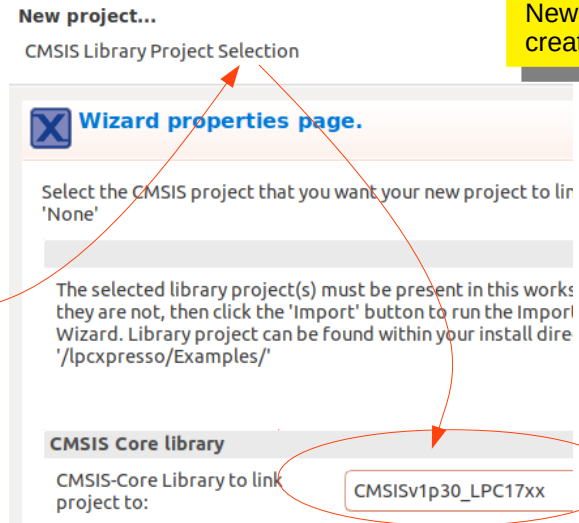 New project...
New
creat
CMSIS Library Project Selection
Wizard properties page.
Select the CMSIS project that you want your new project to lin
'None'
The selected library project(s) must be present in this works
they are not, then click the 'Import' button to run the Import
Wizard. Library project can be found within your install dire
'/lpcxpresso/Examples/'
CMSIS Core library
CMSIS-Core Library to link
project to:
CMSISv1p30_LPC17xx